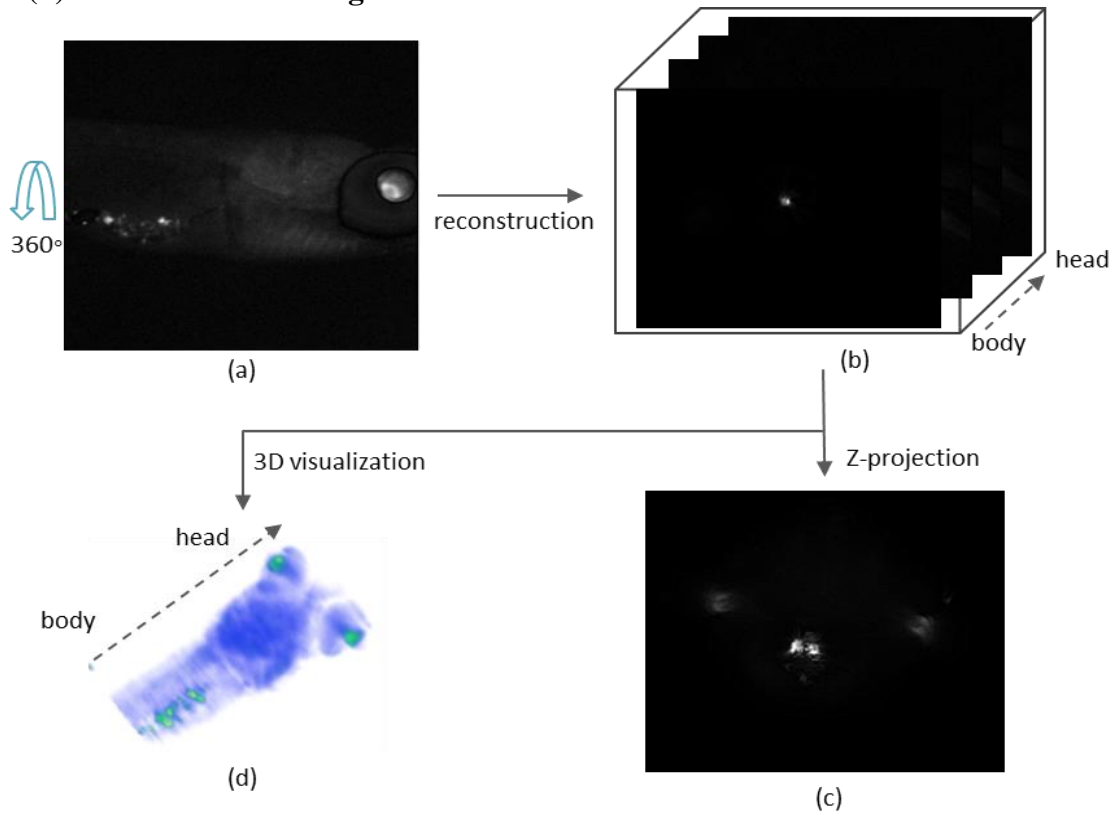 360°
reconstruction
head
body
(a)
(b)
3D visualization
Z-projection
head
body
(d)
(c)